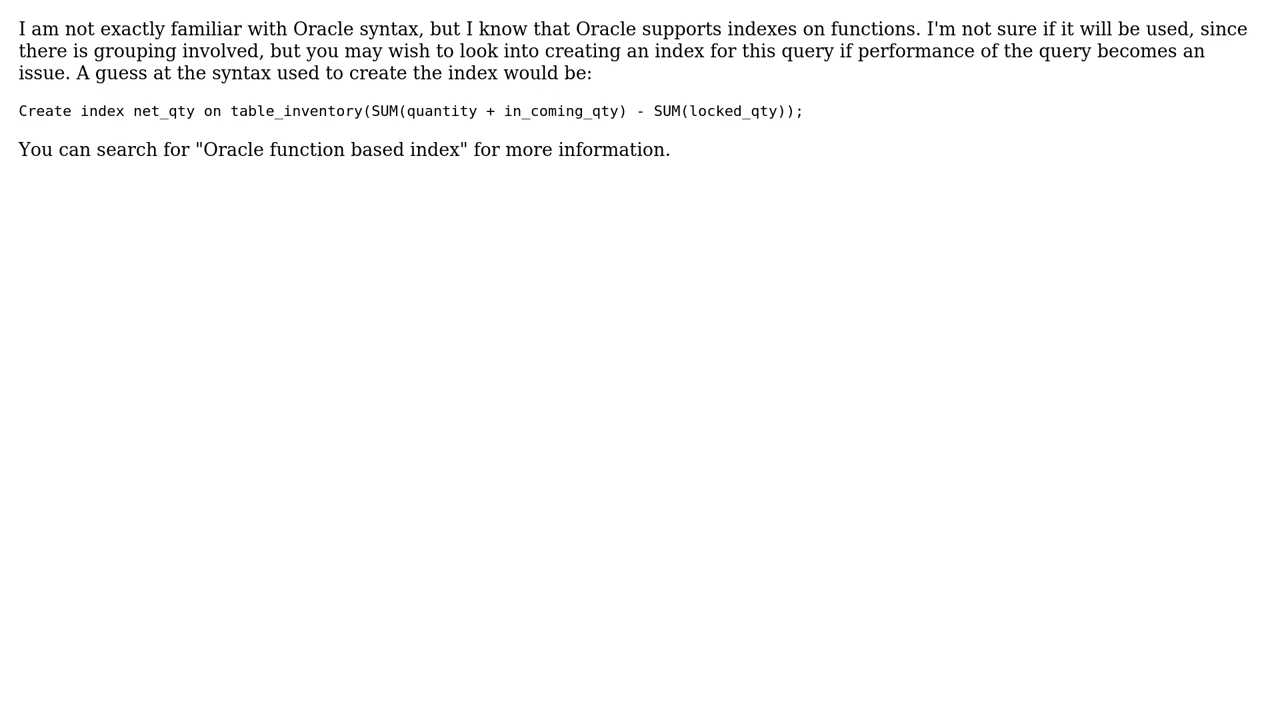 I am not exactly familiar with Oracle syntax, but I know that Oracle supports indexes on functions. I'm not sure if it will be used, since
there is grouping involved, but you may wish to look into creating an index for this query if performance of the query becomes an
issue. A guess at the syntax used to create the index would be:
Create index net_qty on table_inventory(SUM(quantity + in_coming_qty) - SUM(locked_qty));
You can search for "Oracle function based index" for more information.